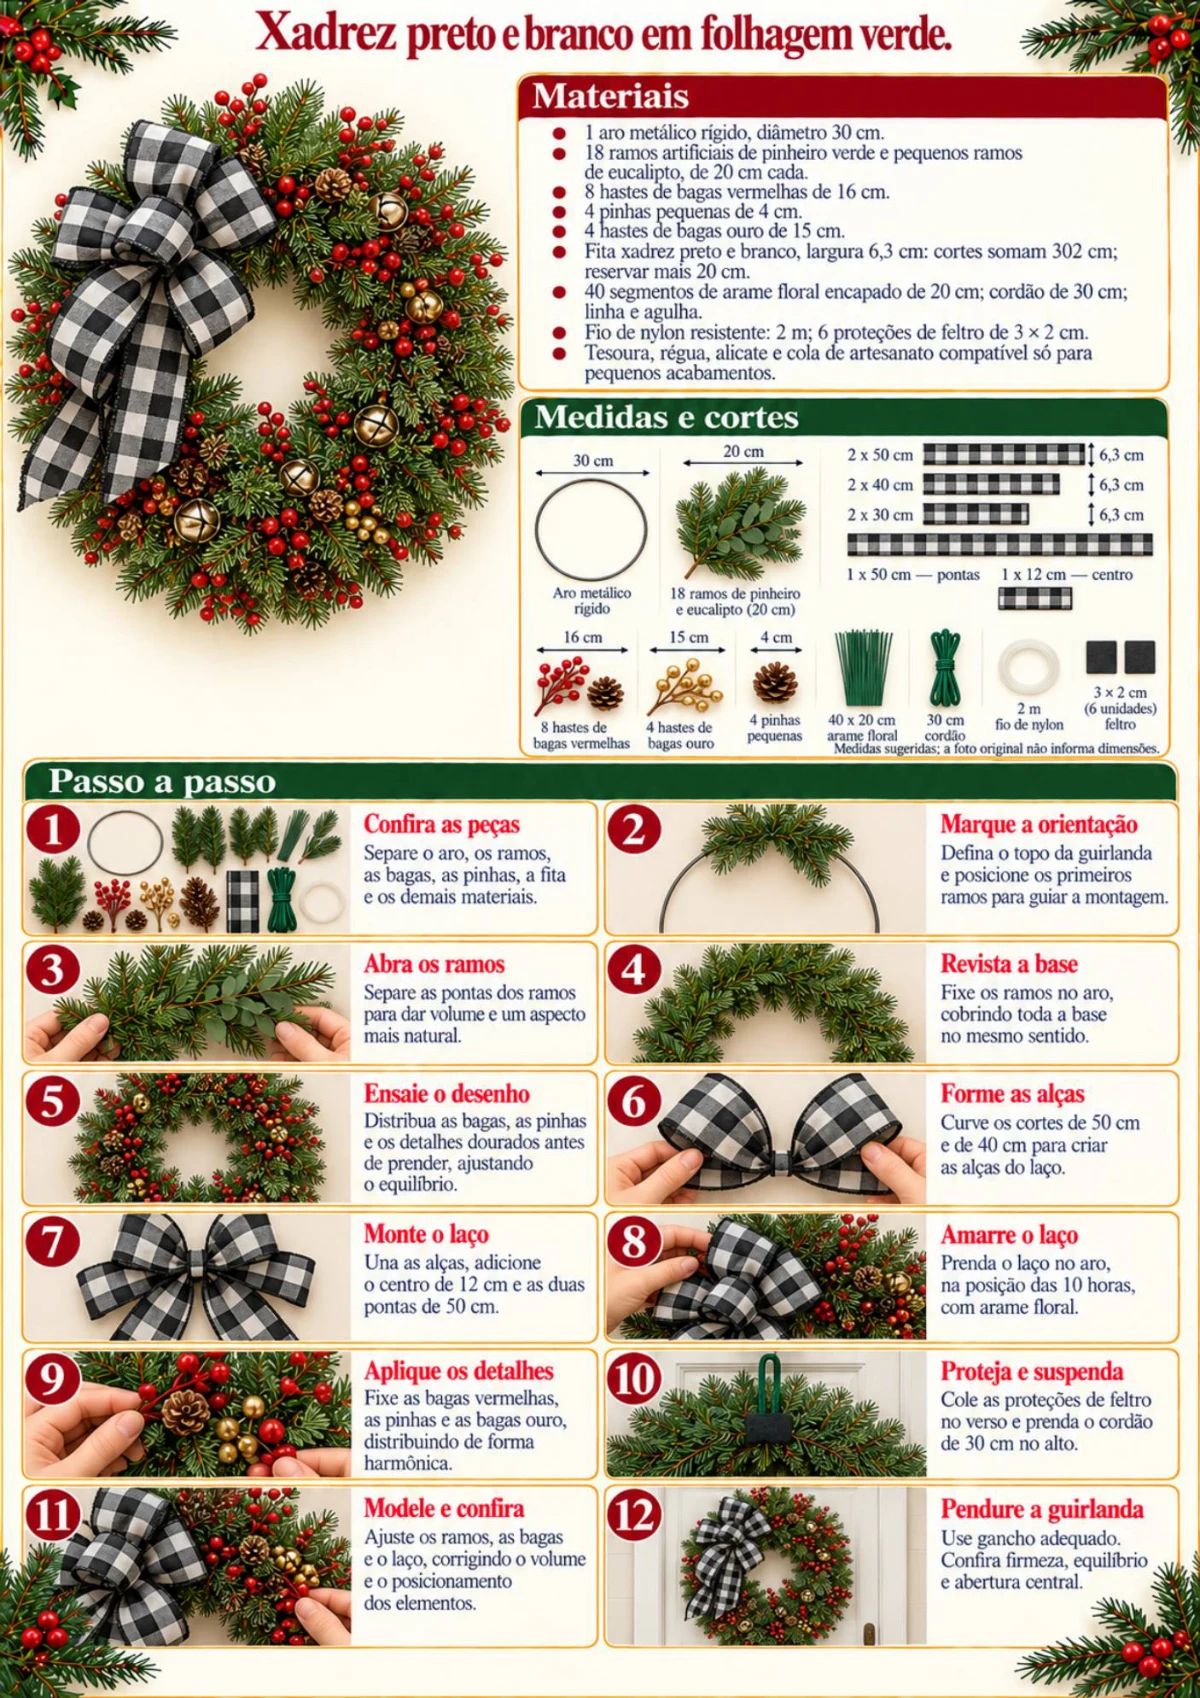 Xadrez preto e branco em folhagem verde.
Materiais
1 aro metálico rígido, diâmetro 30 cm.
18 ramos artificiais de pinheiro verde e pequenos ramos
de eucalipto, de 20 cm cada.
8 hastes de bagas vermelhas de 16 cm.
4 pinhas pequenas de 4 cm.
4 hastes de bagas ouro de 15 cm.
Fita xadrez preto e branco, largura 6,3 cm: cortes somam 302 cm;
reservar mais 20 cm.
40 segmentos de arame floral encapado de 20 cm; cordão de 30 cm;
linha e agulha.
Fio de nylon resistente: 2 m; 6 proteções de feltro de 3 × 2 cm.
Tesoura, régua, alicate e cola de artesanato compatível só para
pequenos acabamentos.
Medidas e cortes
30 cm
Aro metálico
rígido
20 cm
18 ramos de pinheiro
e eucalipto (20 cm)
2 x 50 cm
6,3 cm
2 x 40 cm
6,3 cm
2 x 30 cm
6,3 cm
1 x 50 cm — pontas
1 x 12 cm — centro
16 cm
8 hastes de
bagas vermelhas
15 cm
4 hastes de
bagas ouro
4 cm
4 pinhas
pequenas
40 x 20 cm
arame floral
30 cm
cordão
2 m
fio de nylon
3 × 2 cm
(6 unidades)
feltro
Medidas sugeridas; a foto original não informa dimensões.
Passo a passo
1
Confira as peças
Separe o aro, os ramos,
as bagas, as pinhas, a fita
e os demais materiais.
2
Marque a orientação
Defina o topo da guirlanda
e posicione os primeiros
ramos para guiar a montagem.
3
Abra os ramos
Separe as pontas dos ramos
para dar volume e um aspecto
mais natural.
4
Revista a base
Fixe os ramos no aro,
cobrindo toda a base
no mesmo sentido.
5
Ensaie o desenho
Distribua as bagas, as pinhas
e os detalhes dourados antes
de prender, ajustando
o equilíbrio.
6
Forme as alças
Curve os cortes de 50 cm
e de 40 cm para criar
as alças do laço.
7
Monte o laço
Una as alças, adicione
o centro de 12 cm e as duas
pontas de 50 cm.
8
Amarre o laço
Prenda o laço no aro,
na posição das 10 horas,
com arame floral.
9
Aplique os detalhes
Fixe as bagas vermelhas,
as pinhas e as bagas ouro,
distribuindo de forma
harmônica.
10
Proteja e suspenda
Cole as proteções de feltro
no verso e prenda o cordão
de 30 cm no alto.
11
Modele e confira
Ajuste os ramos, as bagas
e o laço, corrigindo o volume
e o posicionamento
dos elementos.
12
Pendure a guirlanda
Use gancho adequado.
Confira firmeza, equilíbrio
e abertura central.